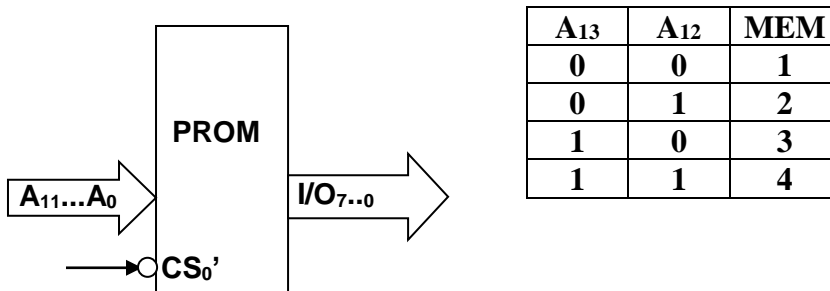 PROM
A₁₁...A₀
I/O₇..₀
CS₀'
A₁₃ A₁₂ MEM
0 0 1
0 1 2
1 0 3
1 1 4